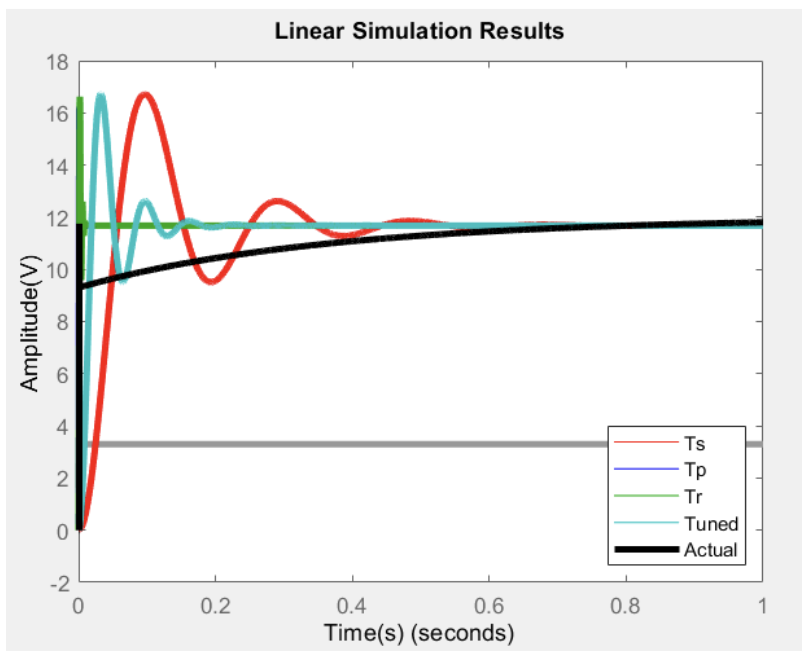 Linear Simulation Results
18
16
14
12
10
8
6
4
2
0
-2
Amplitude(V)
Ts
Tp
Tr
Tuned
Actual
0
0.2
0.4
0.6
0.8
1
Time(s) (seconds)